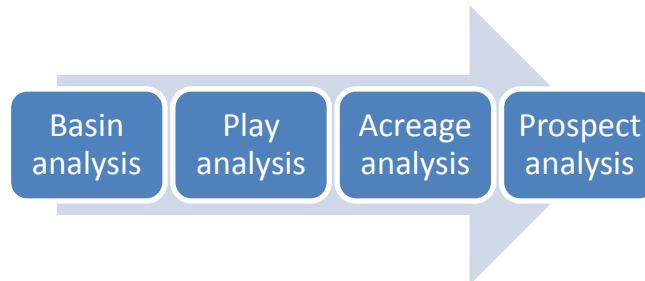 Basin
analysis
Play
analysis
Acreage
analysis
Prospect
analysis